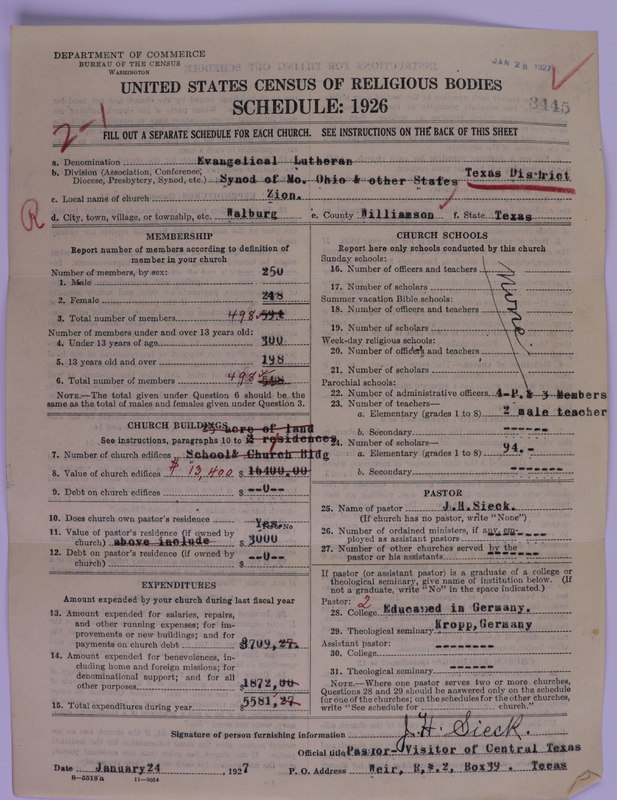 DEPARTMENT OF COMMERCE
BUREAU OF THE CENSUS
WASHINGTON
JAN 28 1927
UNITED STATES CENSUS OF RELIGIOUS BODIES
SCHEDULE: 1926
3445
2-1
FILL OUT A SEPARATE SCHEDULE FOR EACH CHURCH. SEE INSTRUCTIONS ON THE BACK OF THIS SHEET
a. Denomination Evangelical Lutheran
b. Division (Association, Conference, Diocese, Presbytery, Synod, etc.) Synod of Mo. Ohio & other States Texas District
c. Local name of church Zion.
R
d. City, town, village, or township, etc. Walburg e. County Williamson f. State Texas
MEMBERSHIP
Report number of members according to definition of
member in your church
Number of members, by sex:
1. Male 250
2. Female 248
3. Total number of members 498
Number of members under and over 13 years old:
4. Under 13 years of age 300
5. 13 years old and over 198
6. Total number of members 498
NOTE.—The total given under Question 6 should be the
same as the total of males and females given under Question 3.
CHURCH BUILDINGS acre of land
See instructions, paragraphs 10 to 2 residences
7. Number of church edifices School& Church Bldg
8. Value of church edifices $ 13,400 $ 16400.00
9. Debt on church edifices $ --0--
10. Does church own pastor's residence Yes.
Yes or No
11. Value of pastor's residence (if owned by
church) above include $ 3000
12. Debt on pastor's residence (if owned by
church) $ --0--
EXPENDITURES
Amount expended by your church during last fiscal year
13. Amount expended for salaries, repairs,
and other running expenses; for im-
provements or new buildings; and for
payments on church debt $ 3709,27.
14. Amount expended for benevolences, in-
cluding home and foreign missions; for
denominational support; and for all
other purposes $ 1872,00
15. Total expenditures during year $ 5581,27
CHURCH SCHOOLS
Report here only schools conducted by this church
Sunday schools:
16. Number of officers and teachers
17. Number of scholars
Summer vacation Bible schools:
18. Number of officers and teachers
none
19. Number of scholars
Week-day religious schools:
20. Number of officers and teachers
21. Number of scholars
Parochial schools:
22. Number of administrative officers 4-P. & 3 Members
23. Number of teachers—
a. Elementary (grades 1 to 8) 2 male teacher
b. Secondary ------
24. Number of scholars—
a. Elementary (grades 1 to 8) 94.-
b. Secondary -------
PASTOR
25. Name of pastor J.H.Sieck.
(If church has no pastor, write "None")
26. Number of ordained ministers, if any, em-
ployed as assistant pastors ------
27. Number of other churches served by the
pastor or his assistants ------
If pastor (or assistant pastor) is a graduate of a college or
theological seminary, give name of institution below. (If
not a graduate, write "No" in the space indicated.)
Pastor: 2
28. College Educaned in Germany.
29. Theological seminary Kropp,Germany
Assistant pastor:
30. College --------
31. Theological seminary ------
NOTE.—Where one pastor serves two or more churches,
Questions 28 and 29 should be answered only on the schedule
for one of the churches; on the schedules for the other churches,
write "See schedule for church."
Signature of person furnishing information J. H. Sieck.
Official title Pastor- Visitor of Central Texas
Date January24, 1927 P. O. Address Weir, R,#.2, Box39 . Texas
8-5518a 11-9054